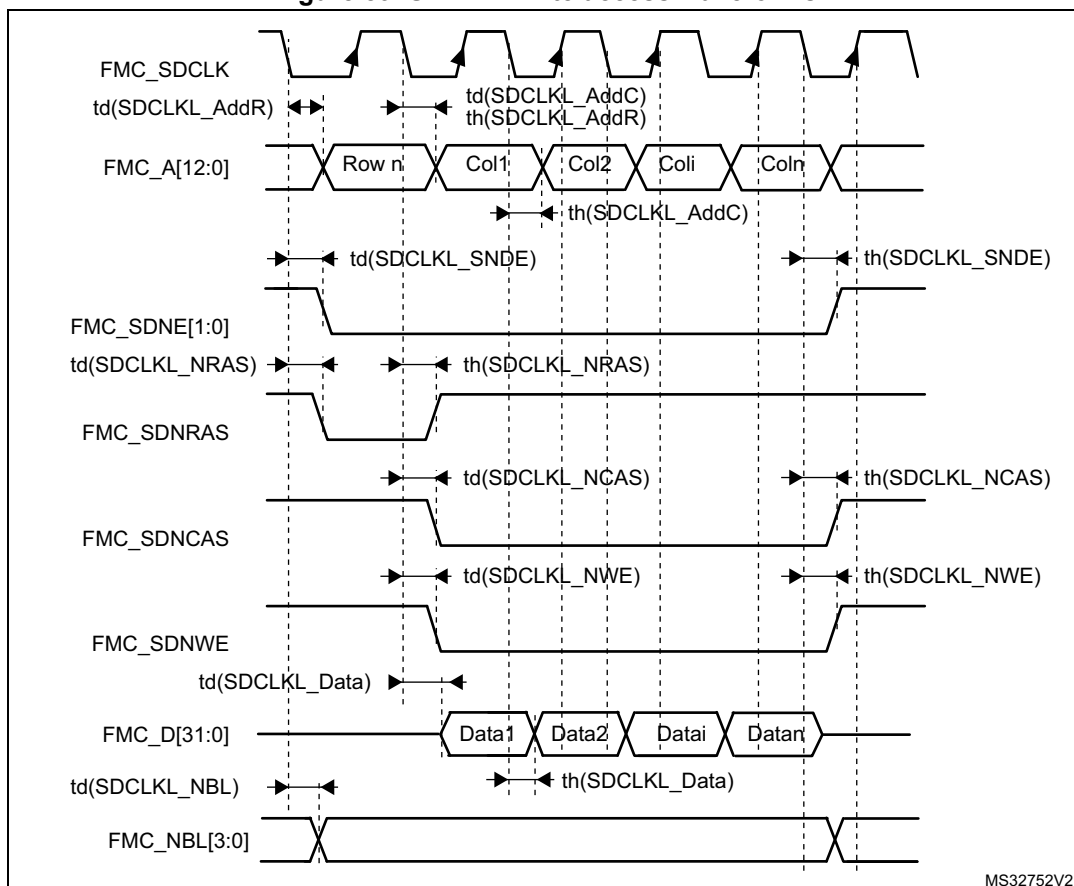 FMC_SDCLK
td(SDCLKL_AddR)
td(SDCLKL_AddC)
th(SDCLKL_AddR)
FMC_A[12:0]
Row n
Col1
Col2
Coli
Coln
th(SDCLKL_AddC)
td(SDCLKL_SNDE)
th(SDCLKL_SNDE)
FMC_SDNE[1:0]
td(SDCLKL_NRAS)
th(SDCLKL_NRAS)
FMC_SDNRAS
td(SDCLKL_NCAS)
th(SDCLKL_NCAS)
FMC_SDNCAS
td(SDCLKL_NWE)
th(SDCLKL_NWE)
FMC_SDNWE
td(SDCLKL_Data)
FMC_D[31:0]
Data1
Data2
Datai
Datan
th(SDCLKL_Data)
td(SDCLKL_NBL)
FMC_NBL[3:0]
MS32752V2